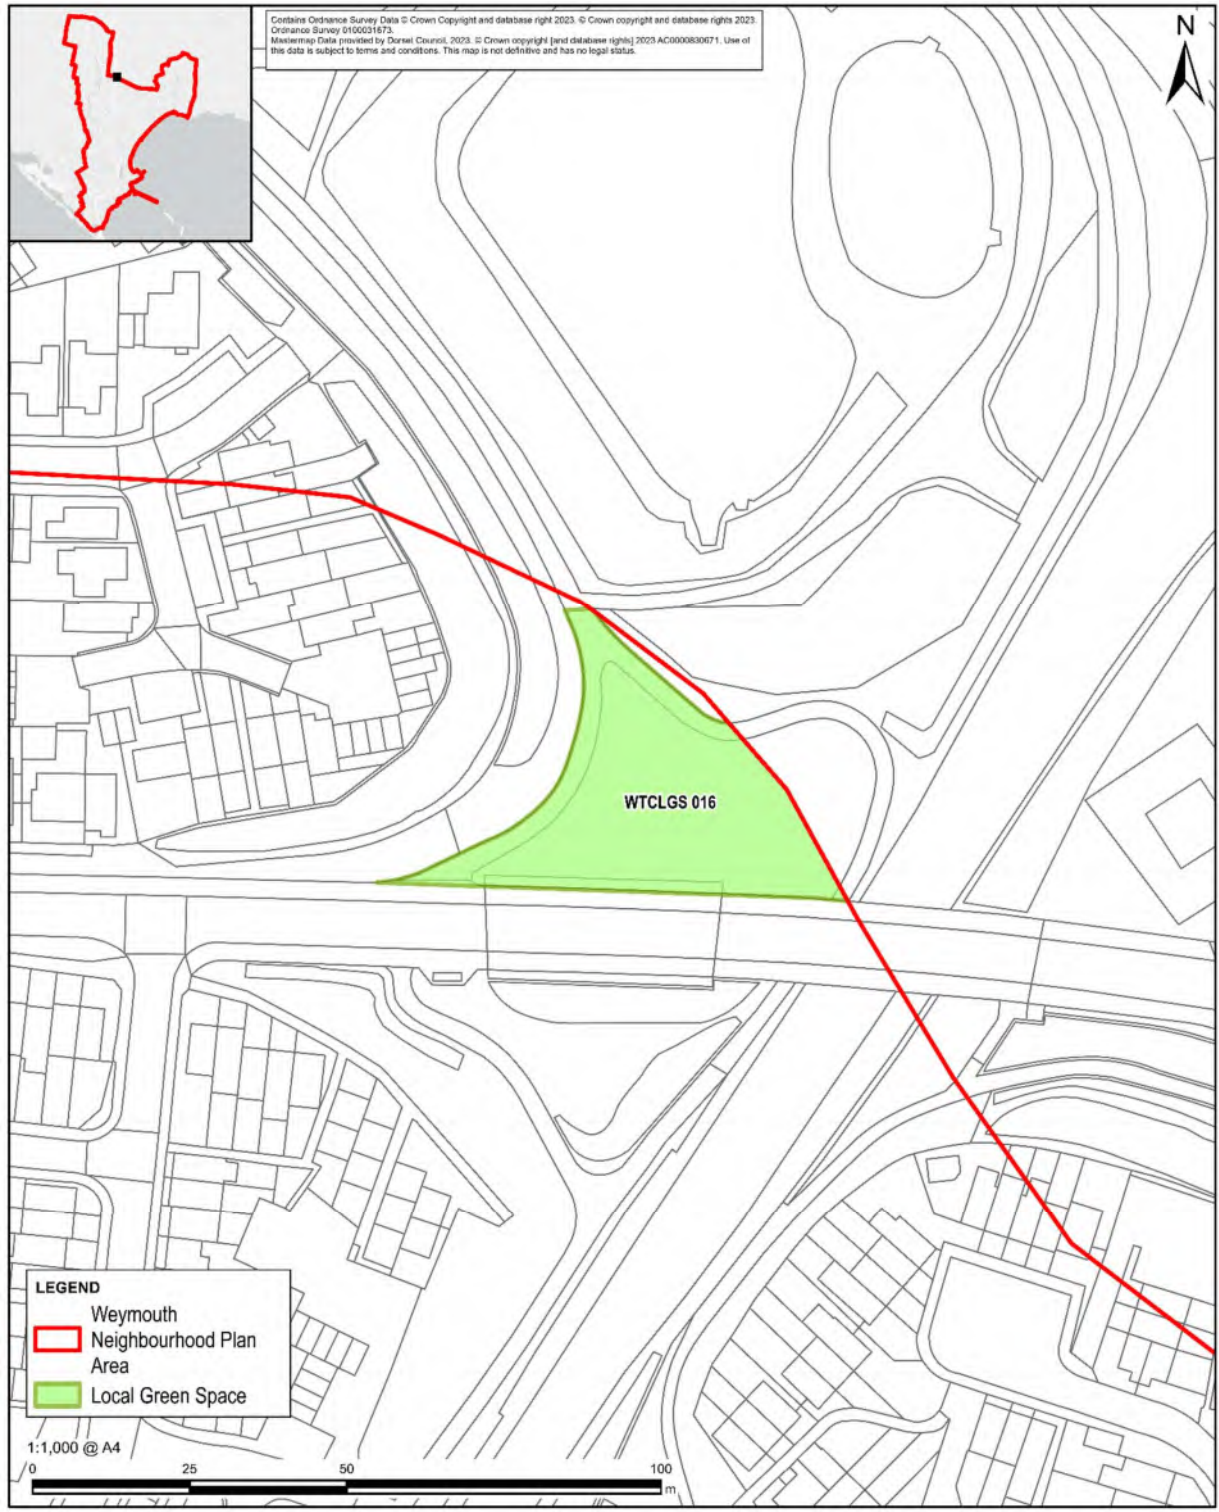 Contains Ordnance Survey Data © Crown Copyright and database right 2023. © Crown copyright and database rights 2023.
Ordnance Survey 0100031673.
Mastermap Data provided by Dorset Council, 2023. © Crown copyright [and database rights] 2023 AC0000830671. Use of
this data is subject to terms and conditions. This map is not definitive and has no legal status.
N
WTCLGS 016
LEGEND
Weymouth
Neighbourhood Plan
Area
Local Green Space
1:1,000 @ A4
0 25 50 100
m